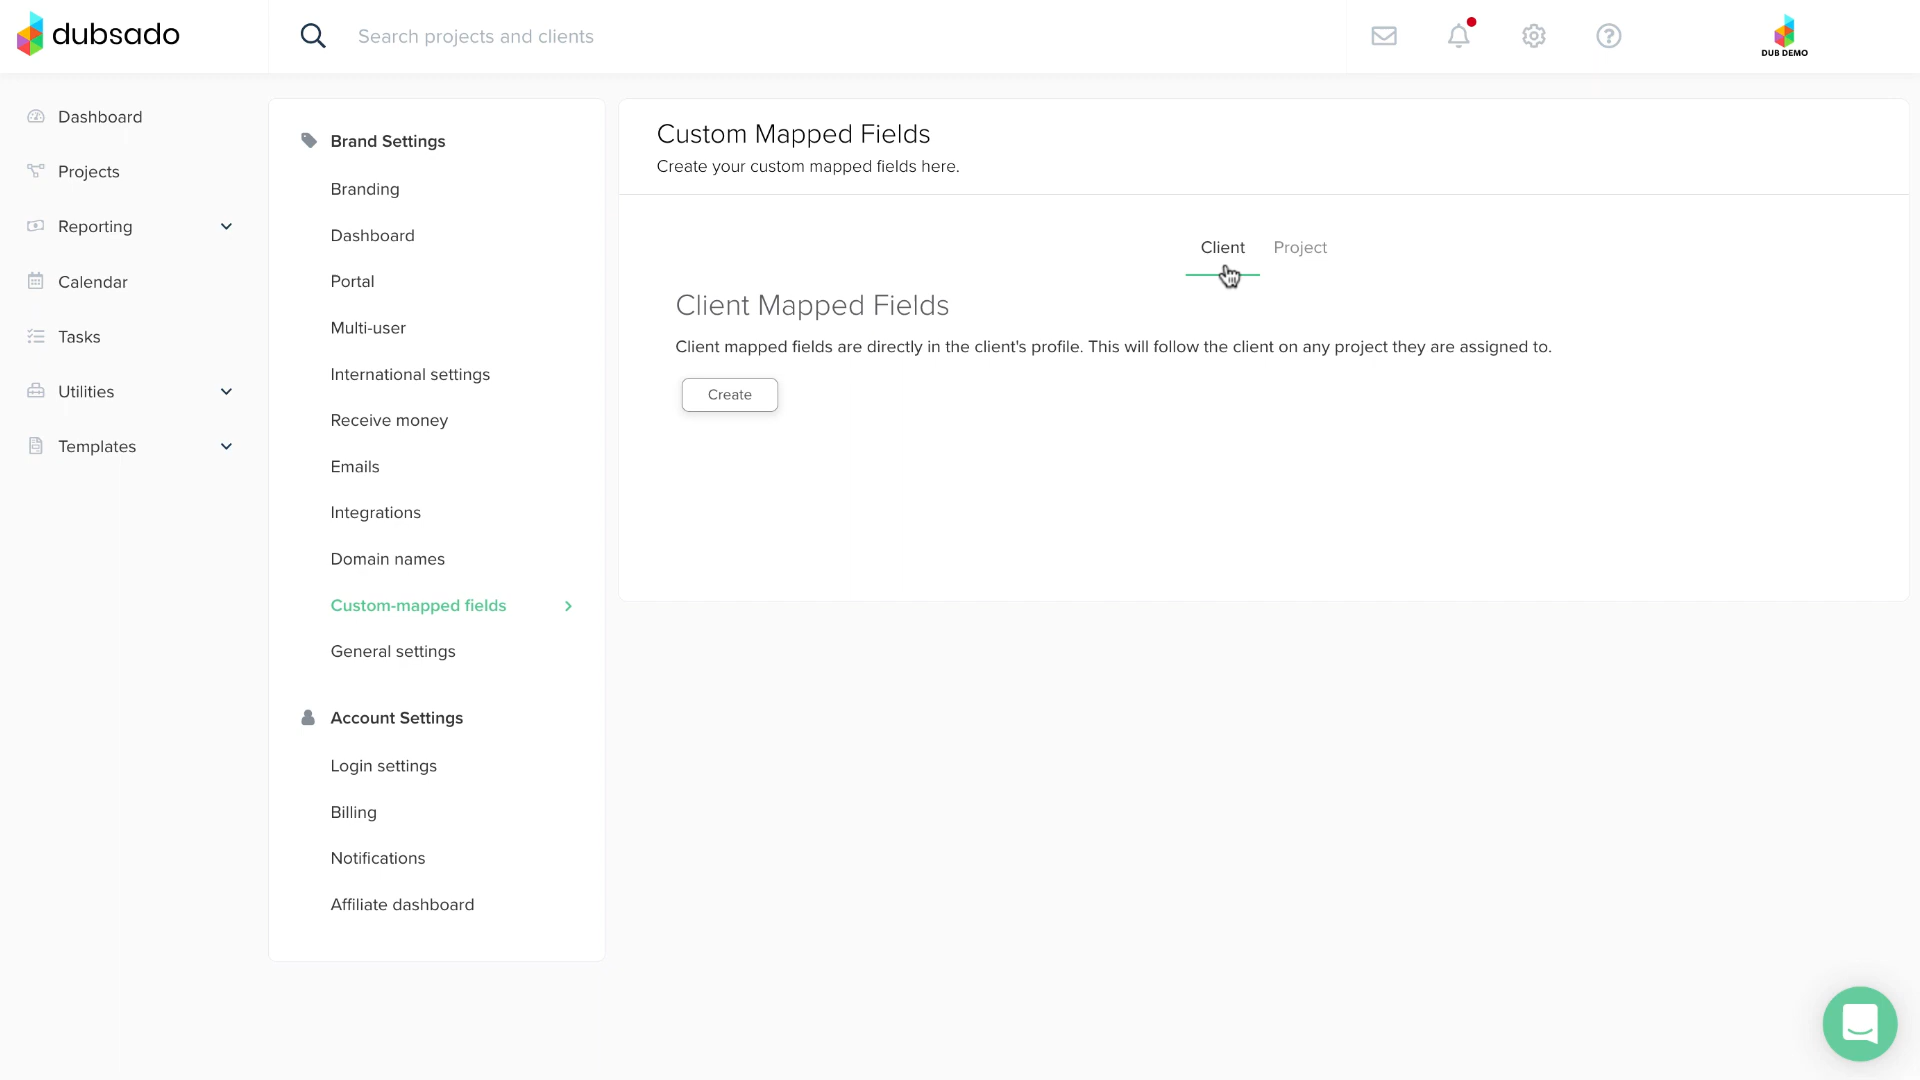 dubsado
Search projects and clients
DUB DEMO
Dashboard
Projects
Reporting
Calendar
Tasks
Utilities
Templates
Brand Settings
Branding
Dashboard
Portal
Multi-user
International settings
Receive money
Emails
Integrations
Domain names
Custom-mapped fields
General settings
Account Settings
Login settings
Billing
Notifications
Affiliate dashboard
Custom Mapped Fields
Create your custom mapped fields here.
Client Project
Client Mapped Fields
Client mapped fields are directly in the client's profile. This will follow the client on any project they are assigned to.
Create